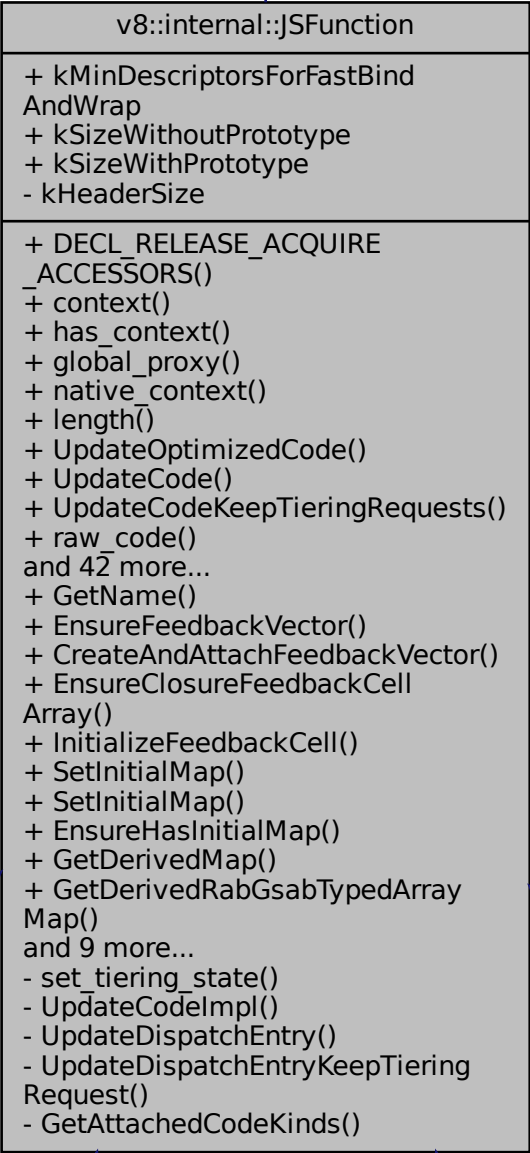 v8::internal::JSFunction
+ kMinDescriptorsForFastBind
AndWrap
+ kSizeWithoutPrototype
+ kSizeWithPrototype
- kHeaderSize
+ DECL_RELEASE_ACQUIRE
_ACCESSORS()
+ context()
+ has_context()
+ global_proxy()
+ native_context()
+ length()
+ UpdateOptimizedCode()
+ UpdateCode()
+ UpdateCodeKeepTieringRequests()
+ raw_code()
and 42 more...
+ GetName()
+ EnsureFeedbackVector()
+ CreateAndAttachFeedbackVector()
+ EnsureClosureFeedbackCell
Array()
+ InitializeFeedbackCell()
+ SetInitialMap()
+ SetInitialMap()
+ EnsureHasInitialMap()
+ GetDerivedMap()
+ GetDerivedRabGsabTypedArray
Map()
and 9 more...
- set_tiering_state()
- UpdateCodeImpl()
- UpdateDispatchEntry()
- UpdateDispatchEntryKeepTiering
Request()
- GetAttachedCodeKinds()